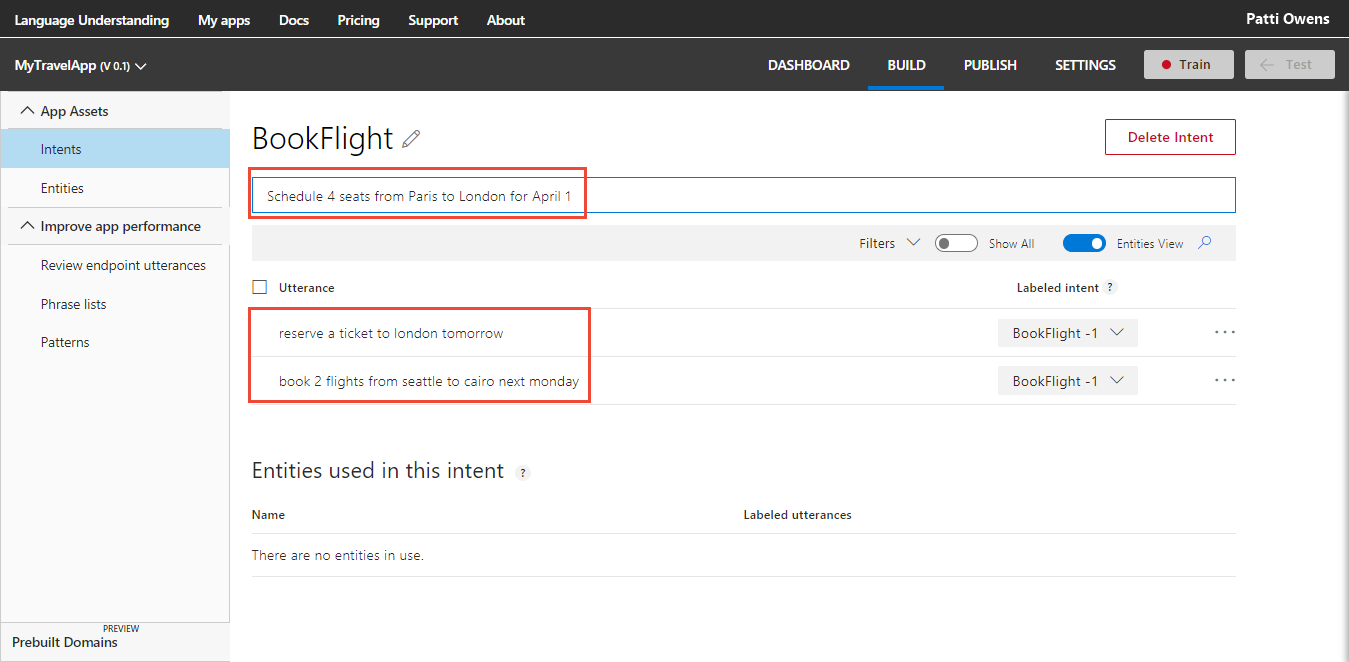 Language Understanding My apps Docs Pricing Support About Patti Owens
MyTravelApp (V 0.1) DASHBOARD BUILD PUBLISH SETTINGS Train Test
App Assets
Intents
Entities
Improve app performance
Review endpoint utterances
Phrase lists
Patterns
PREVIEW
Prebuilt Domains
BookFlight Delete Intent
Schedule 4 seats from Paris to London for April 1
Filters Show All Entities View
Utterance Labeled intent ?
reserve a ticket to london tomorrow BookFlight -1 ...
book 2 flights from seattle to cairo next monday BookFlight -1 ...
Entities used in this intent ?
Name Labeled utterances
There are no entities in use.